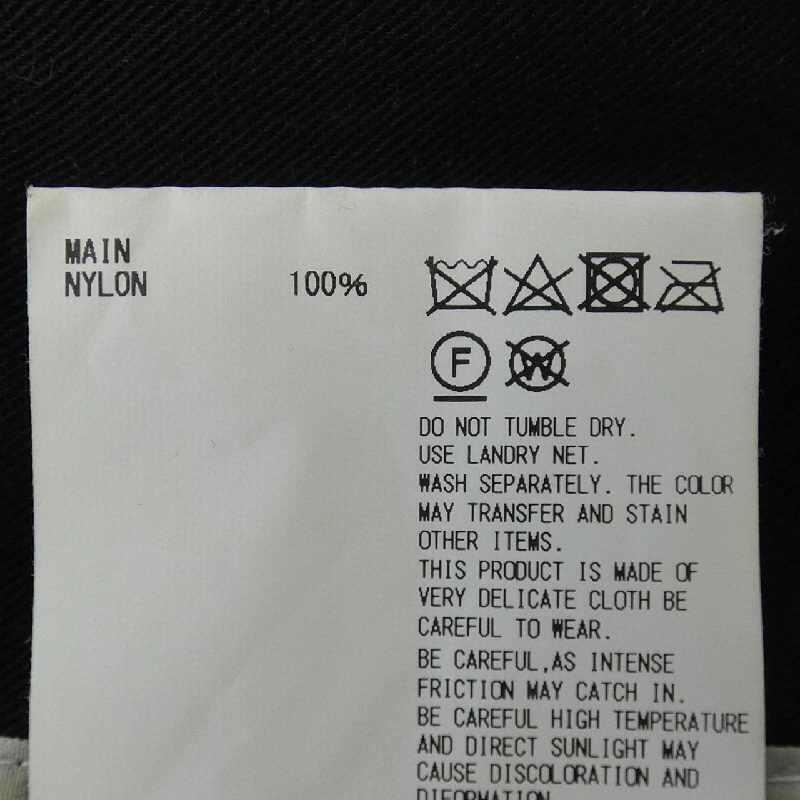 MAIN
NYLON 100%
F W
DO NOT TUMBLE DRY.
USE LANDRY NET.
WASH SEPARATELY. THE COLOR
MAY TRANSFER AND STAIN
OTHER ITEMS.
THIS PRODUCT IS MADE OF
VERY DELICATE CLOTH BE
CAREFUL TO WEAR.
BE CAREFUL,AS INTENSE
FRICTION MAY CATCH IN.
BE CAREFUL HIGH TEMPERATURE
AND DIRECT SUNLIGHT MAY
CAUSE DISCOLORATION AND